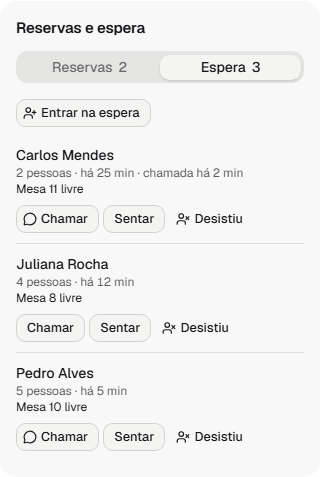 Reservas e espera
Reservas 2 Espera 3
Entrar na espera
Carlos Mendes
2 pessoas · há 25 min · chamada há 2 min
Mesa 11 livre
Chamar Sentar Desistiu
Juliana Rocha
4 pessoas · há 12 min
Mesa 8 livre
Chamar Sentar Desistiu
Pedro Alves
5 pessoas · há 5 min
Mesa 10 livre
Chamar Sentar Desistiu